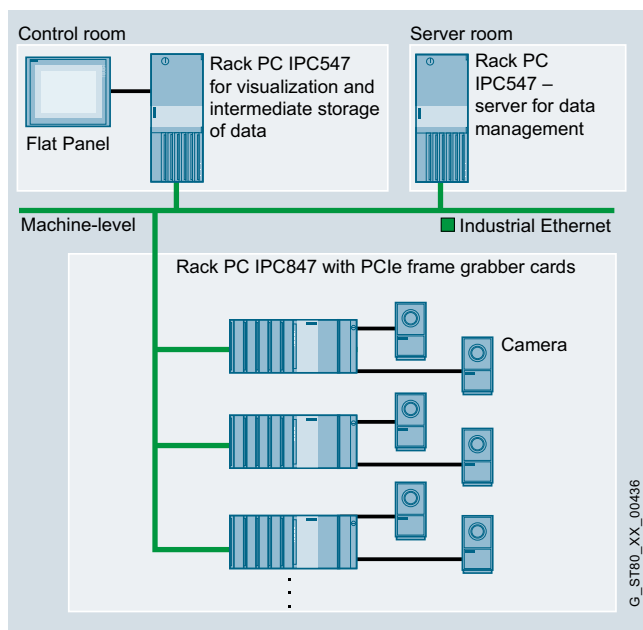 Control room
Rack PC IPC547
for visualization and
intermediate storage
of data
Flat Panel
Server room
Rack PC
IPC547 –
server for data
management
Machine-level
Industrial Ethernet
Rack PC IPC847 with PCIe frame grabber cards
Camera
G_ST80_XX_00436